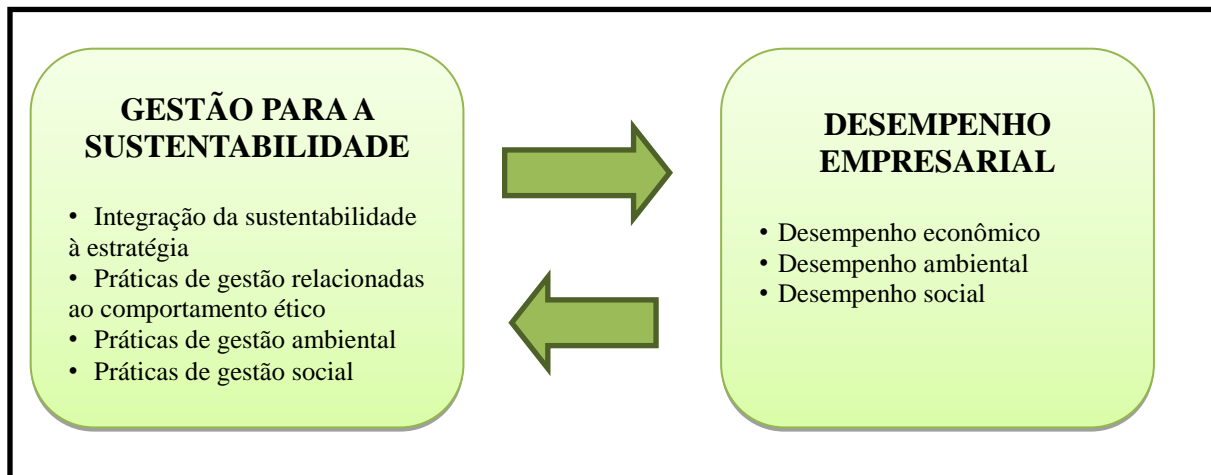 GESTÃO PARA A
SUSTENTABILIDADE
• Integração da sustentabilidade
à estratégia
• Práticas de gestão relacionadas
ao comportamento ético
• Práticas de gestão ambiental
• Práticas de gestão social
DESEMPENHO
EMPRESARIAL
• Desempenho econômico
• Desempenho ambiental
• Desempenho social